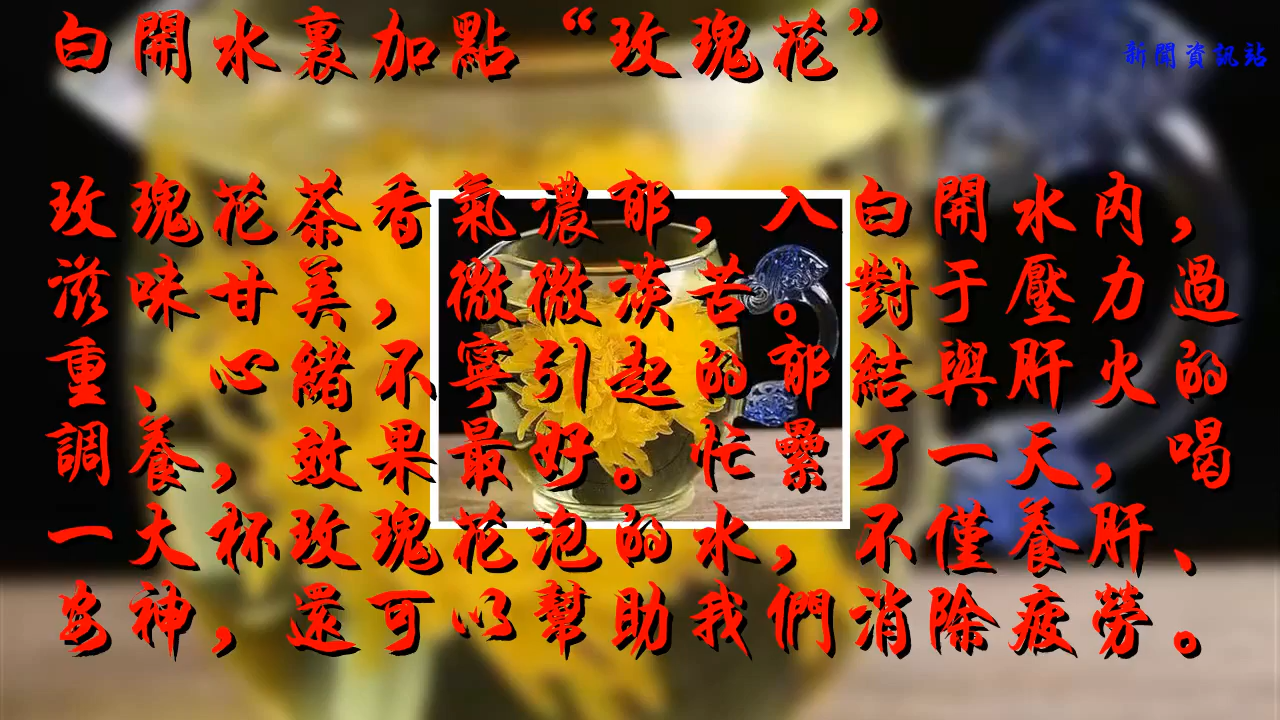 白開水裏加點“玫瑰花”
新聞資訊站
玫瑰花茶香氣濃郁，入白開水內，
滋味甘美，微微淡苦。對于壓力過
重、心緒不寧引起的郁結與肝火的
調養，效果最好。忙纍了一天，喝
一大杯玫瑰花泡的水，不僅養肝、
安神，還可以幫助我們消除疲勞。